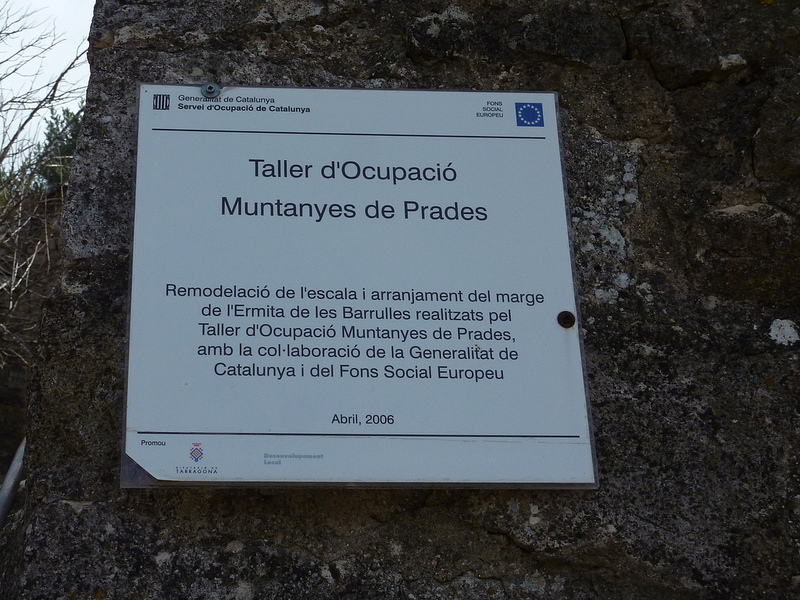 Generalitat de Catalunya
Servei d'Ocupació de Catalunya
FONS
SOCIAL
EUROPEU
Taller d'Ocupació
Muntanyes de Prades
Remodelació de l'escala i arranjament del marge
de l'Ermita de les Barrulles realitzats pel
Taller d'Ocupació Muntanyes de Prades,
amb la col·laboració de la Generalitat de
Catalunya i del Fons Social Europeu
Abril, 2006
Promou
DIPUTACIÓ DE
TARRAGONA
Desenvolupament
Local